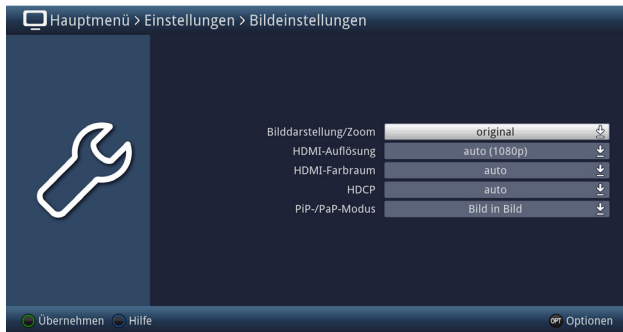 Hauptmenü > Einstellungen > Bildeinstellungen
Bilddarstellung/Zoom original
HDMI-Auflösung auto (1080p)
HDMI-Farbraum auto
HDCP auto
PiP-/PaP-Modus Bild in Bild
Übernehmen Hilfe OPT Optionen